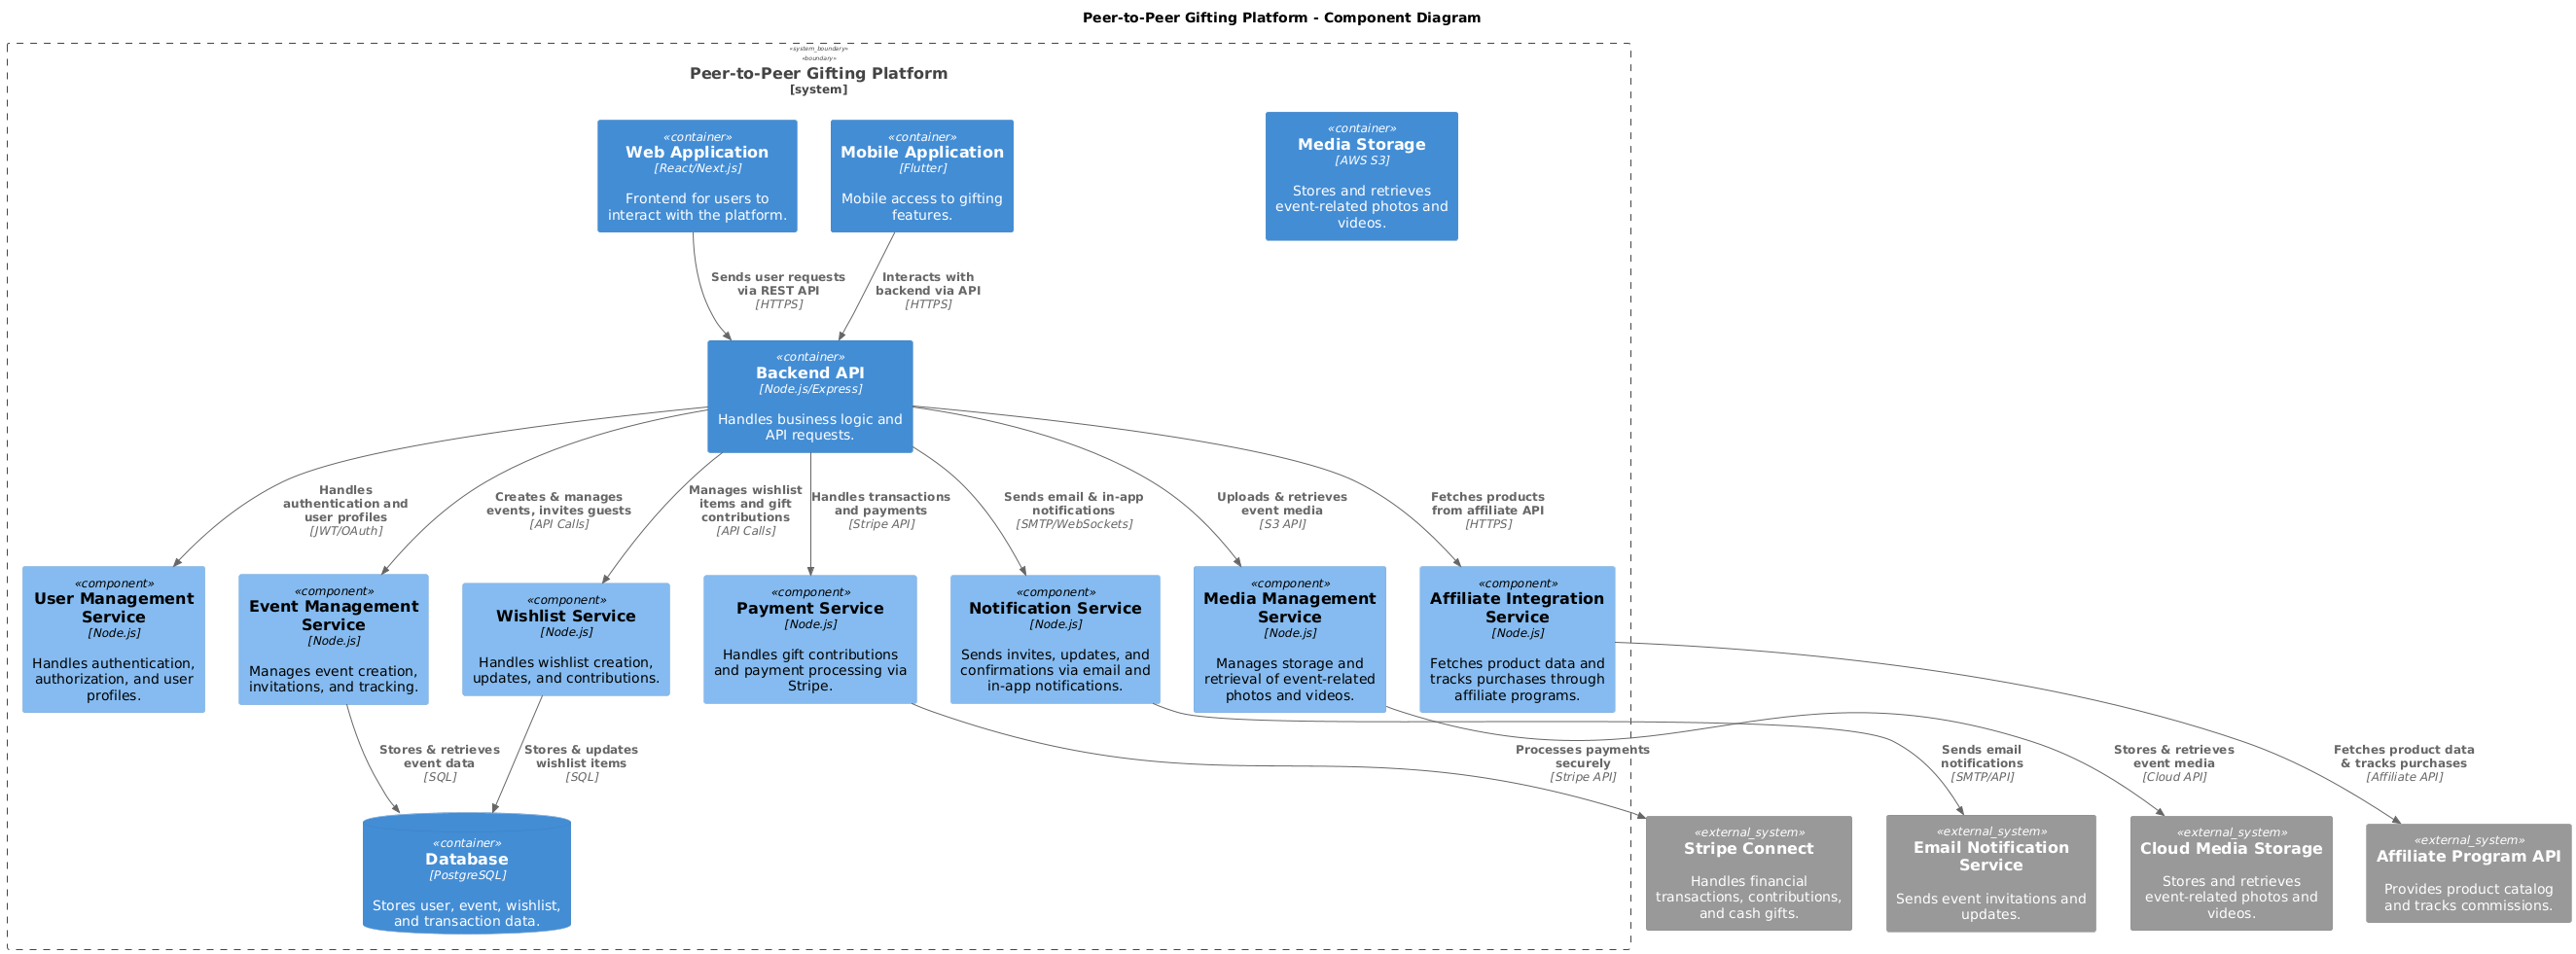 Peer-to-Peer Gifting Platform - Component Diagram
«system_boundary»
«boundary»
Peer-to-Peer Gifting Platform
[system]
«container»
Web Application
[React/Next.js]
Frontend for users to
interact with the platform.
«container»
Mobile Application
[Flutter]
Mobile access to gifting
features.
«container»
Media Storage
[AWS S3]
Stores and retrieves
event-related photos and
videos.
Sends user requests
via REST API
[HTTPS]
Interacts with
backend via API
[HTTPS]
«container»
Backend API
[Node.js/Express]
Handles business logic and
API requests.
Handles
authentication and
user profiles
[JWT/OAuth]
Creates & manages
events, invites guests
[API Calls]
Manages wishlist
items and gift
contributions
[API Calls]
Handles transactions
and payments
[Stripe API]
Sends email & in-app
notifications
[SMTP/WebSockets]
Uploads & retrieves
event media
[S3 API]
Fetches products
from affiliate API
[HTTPS]
«component»
User Management
Service
[Node.js]
Handles authentication,
authorization, and user
profiles.
«component»
Event Management
Service
[Node.js]
Manages event creation,
invitations, and tracking.
«component»
Wishlist Service
[Node.js]
Handles wishlist creation,
updates, and contributions.
«component»
Payment Service
[Node.js]
Handles gift contributions
and payment processing via
Stripe.
«component»
Notification Service
[Node.js]
Sends invites, updates, and
confirmations via email and
in-app notifications.
«component»
Media Management
Service
[Node.js]
Manages storage and
retrieval of event-related
photos and videos.
«component»
Affiliate Integration
Service
[Node.js]
Fetches product data and
tracks purchases through
affiliate programs.
Stores & retrieves
event data
[SQL]
Stores & updates
wishlist items
[SQL]
Processes payments
securely
[Stripe API]
Sends email
notifications
[SMTP/API]
Stores & retrieves
event media
[Cloud API]
Fetches product data
& tracks purchases
[Affiliate API]
«container»
Database
[PostgreSQL]
Stores user, event, wishlist,
and transaction data.
«external_system»
Stripe Connect
Handles financial
transactions, contributions,
and cash gifts.
«external_system»
Email Notification
Service
Sends event invitations and
updates.
«external_system»
Cloud Media Storage
Stores and retrieves
event-related photos and
videos.
«external_system»
Affiliate Program API
Provides product catalog
and tracks commissions.